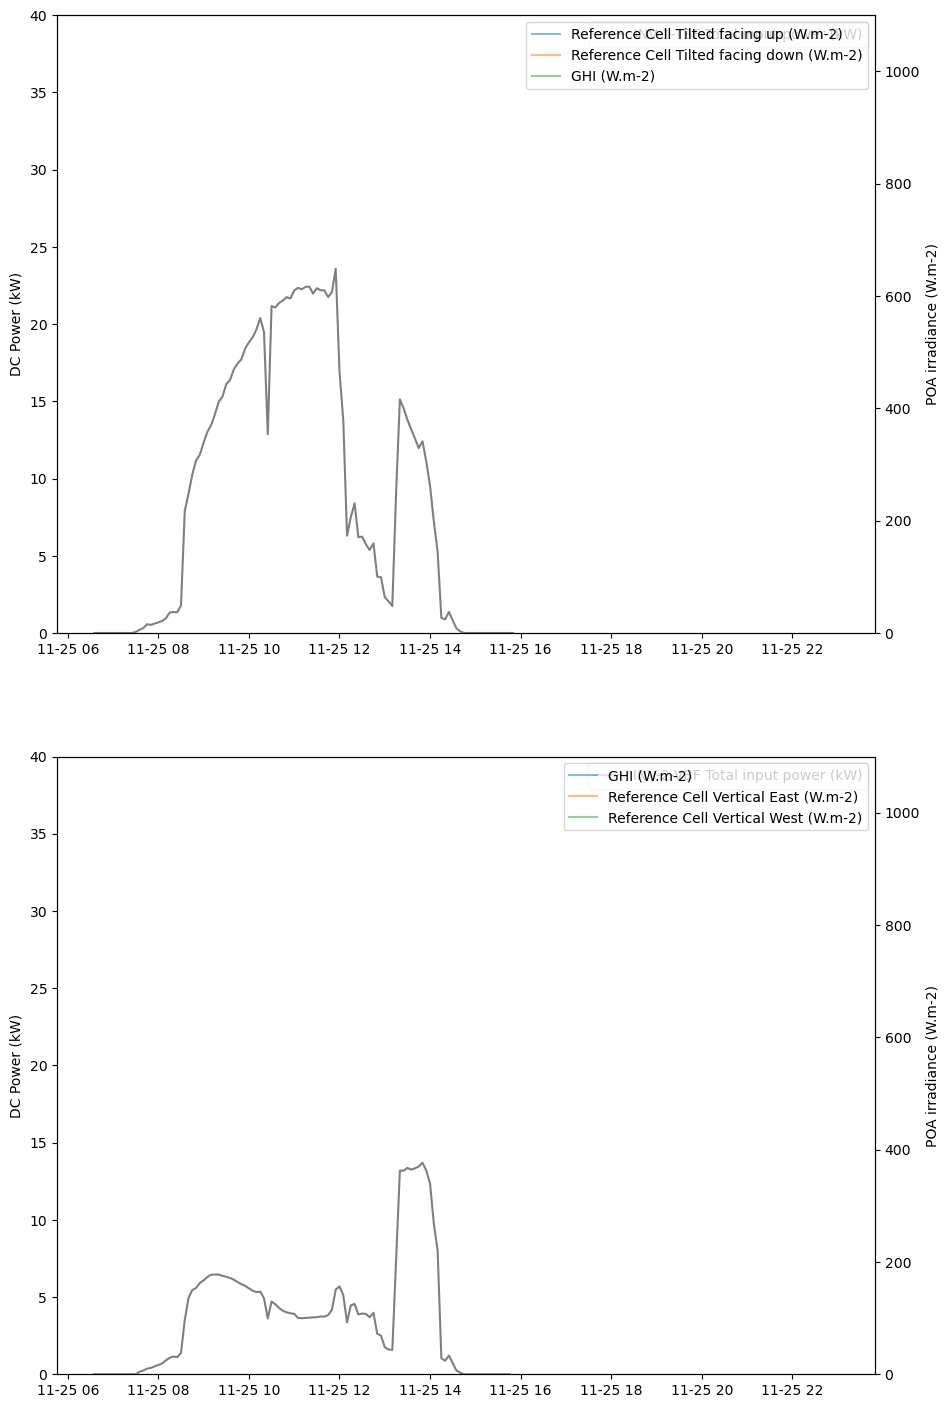 40
35
30
25
20
15
10
5
0
DC Power (kW)
Reference Cell Tilted facing up (W.m-2)
Reference Cell Tilted facing down (W.m-2)
GHI (W.m-2)
1000
800
600
400
200
0
POA irradiance (W.m-2)
11-25 06 11-25 08 11-25 10 11-25 12 11-25 14 11-25 16 11-25 18 11-25 20 11-25 22
40
35
30
25
20
15
10
5
0
DC Power (kW)
GHI (W.m-2)
Total input power (kW)
Reference Cell Vertical East (W.m-2)
Reference Cell Vertical West (W.m-2)
1000
800
600
400
200
0
POA irradiance (W.m-2)
11-25 06 11-25 08 11-25 10 11-25 12 11-25 14 11-25 16 11-25 18 11-25 20 11-25 22